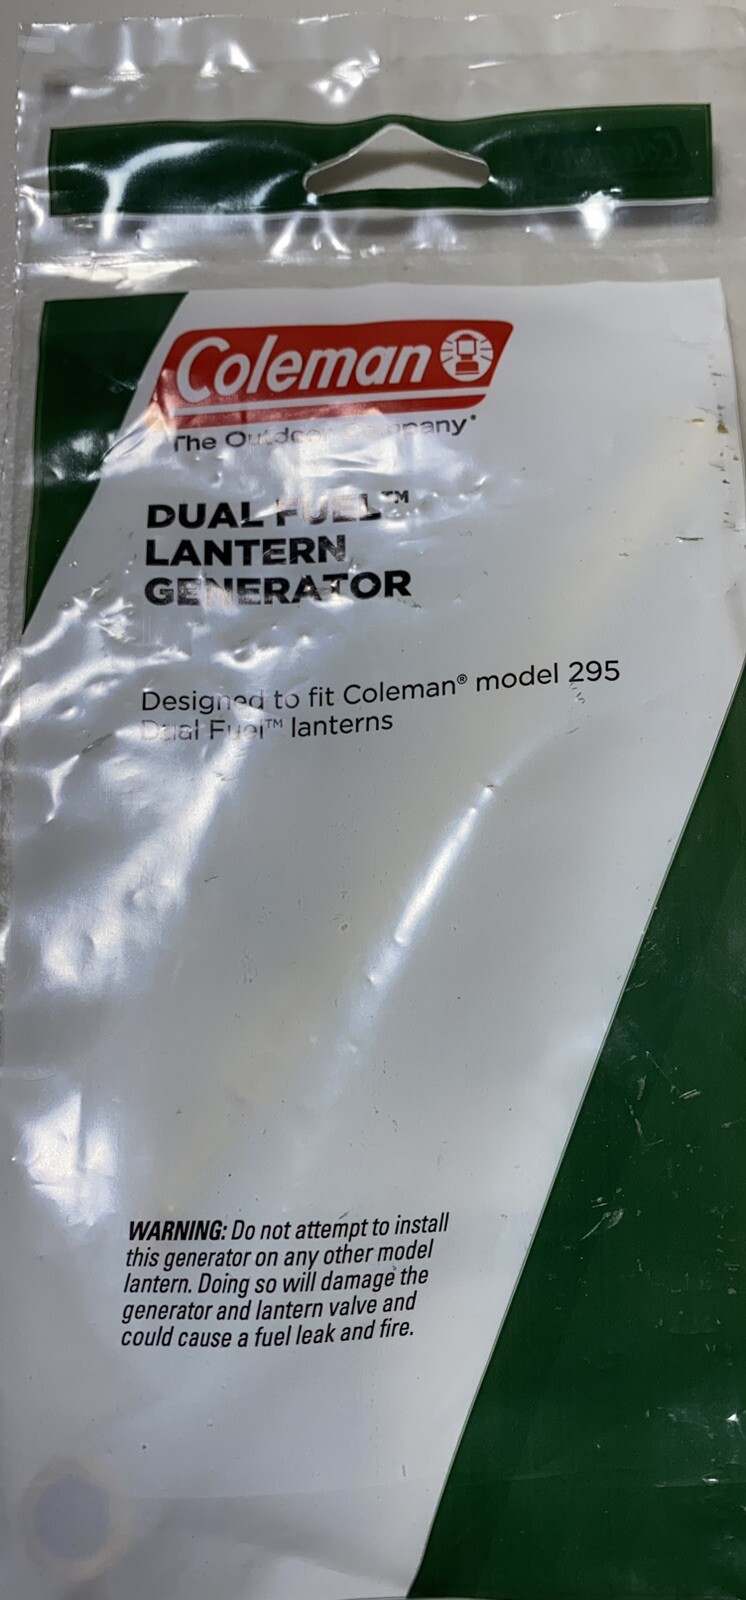 Coleman
Coleman
The Outdoor Company®
DUAL FUEL™
LANTERN
GENERATOR
Designed to fit Coleman® model 295
Dual Fuel™ lanterns
WARNING: Do not attempt to install
this generator on any other model
lantern. Doing so will damage the
generator and lantern valve and
could cause a fuel leak and fire.